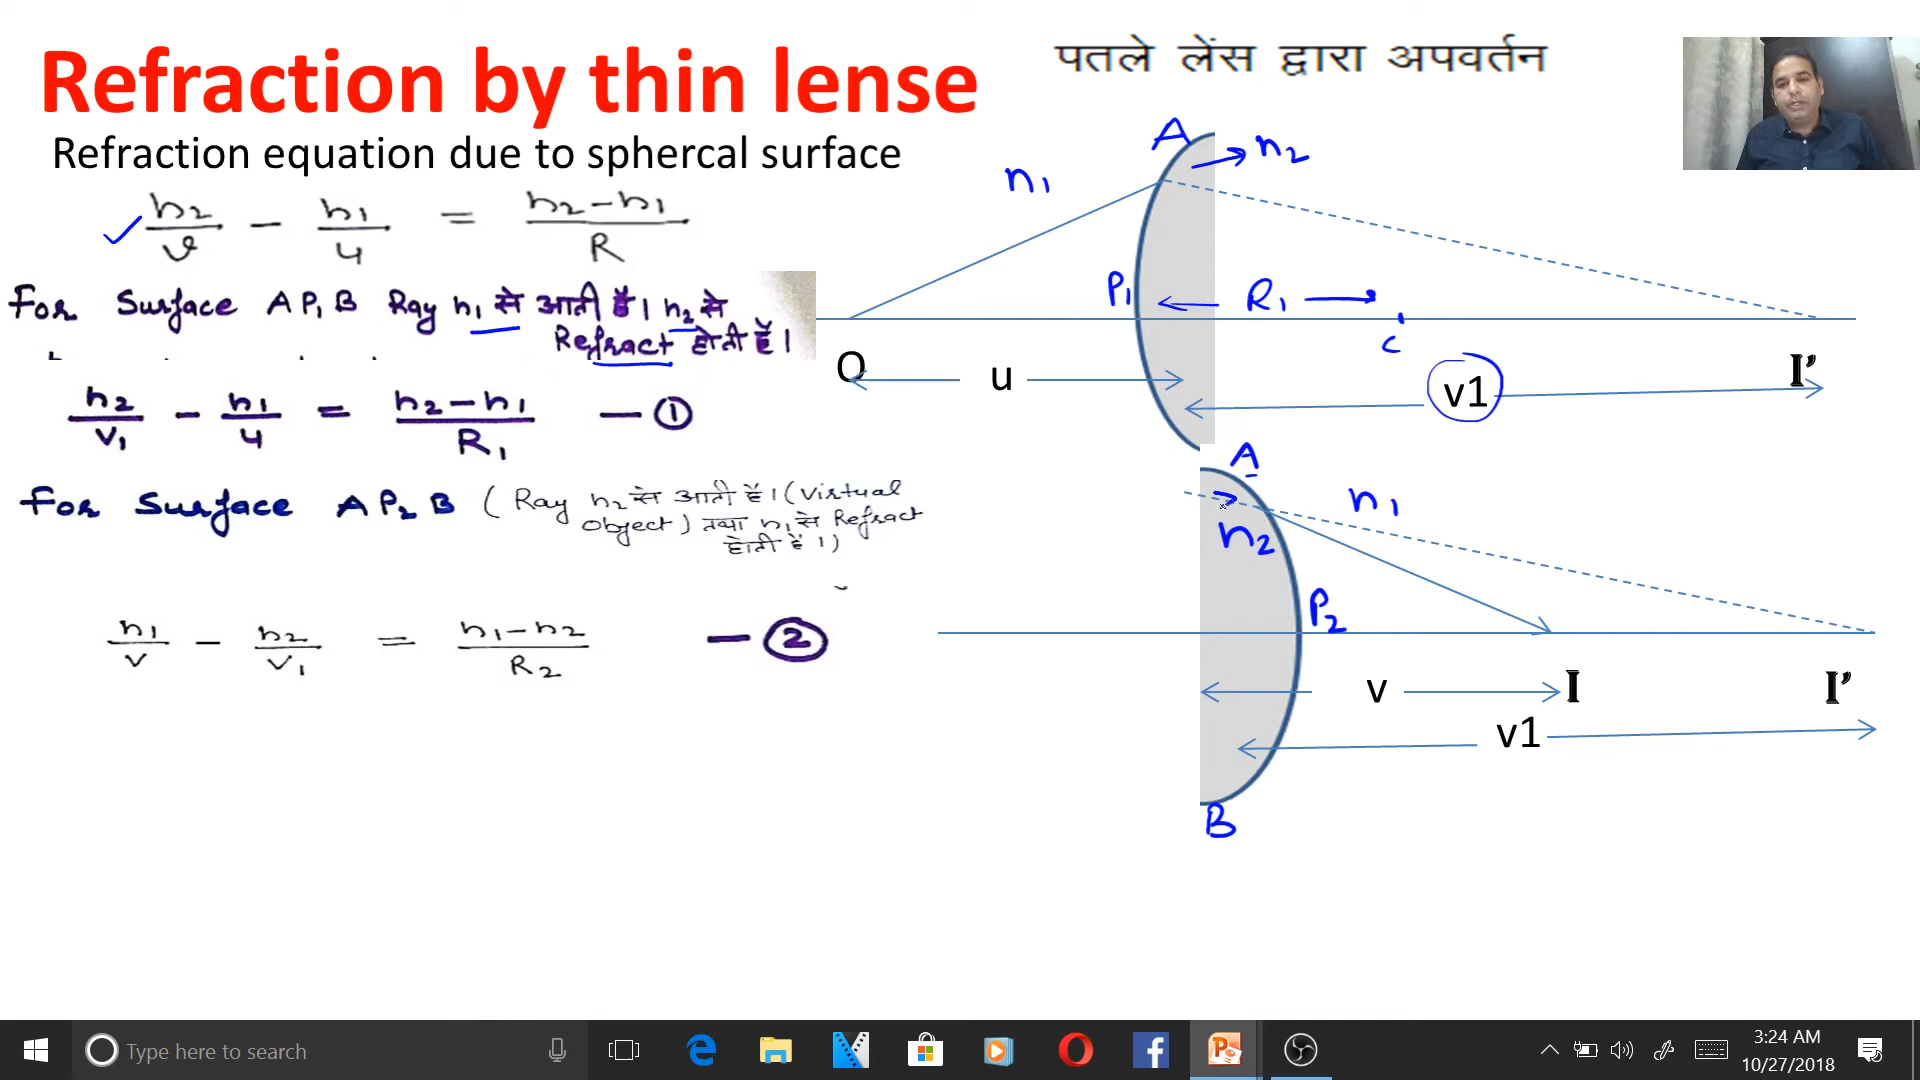 Refraction by thin lense
पतले लेंस द्वारा अपवर्तन
Refraction equation due to sphercal surface
n2/v - n1/u = n2-n1/R
For Surface AP1B Ray n1 से आती है। n2 से
Refract होती है।
n2/v1 - n1/u = n2-n1/R1 — ①
For Surface AP2B (Ray n2 से आती है। (virtual
object) तथा n1 से Refract
होती है।)
n1/v - n2/v1 = n1-n2/R2 — ②
A
n2
n1
P1
R1
C
O
u
v1
I’
A
n1
n2
P2
v
I
I’
v1
B
Type here to search
3:24 AM
10/27/2018